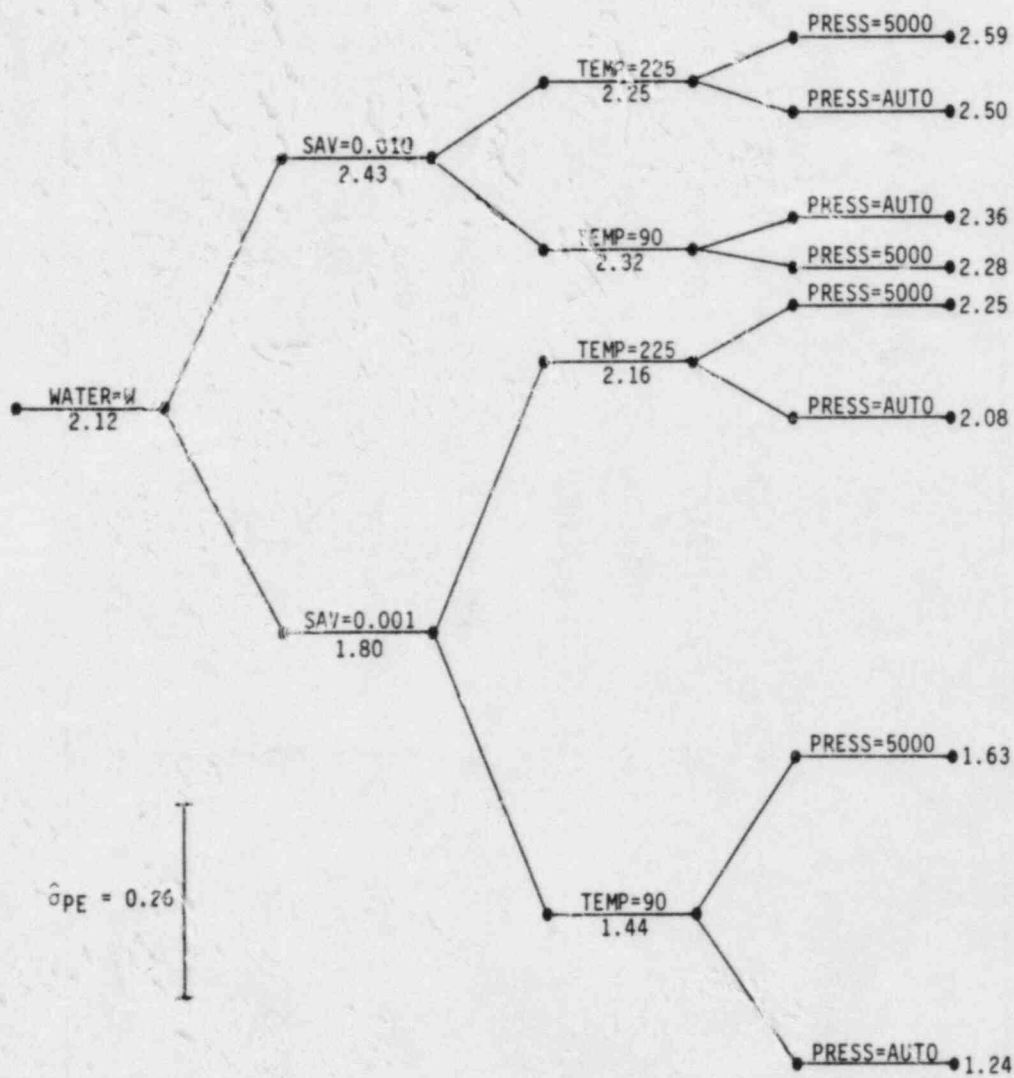 PRESS=5000 2.59
TEMP=225
2.25
PRESS=AUTO 2.50
SAV=0.010
2.43
PRESS=AUTO 2.36
TEMP=90
2.32
PRESS=5000 2.28
PRESS=5000 2.25
TEMP=225
2.16
WATER=W
2.12
PRESS=AUTO 2.08
SAV=0.001
1.80
PRESS=5000 1.63
σ̂PE = 0.26
TEMP=90
1.44
PRESS=AUTO 1.24